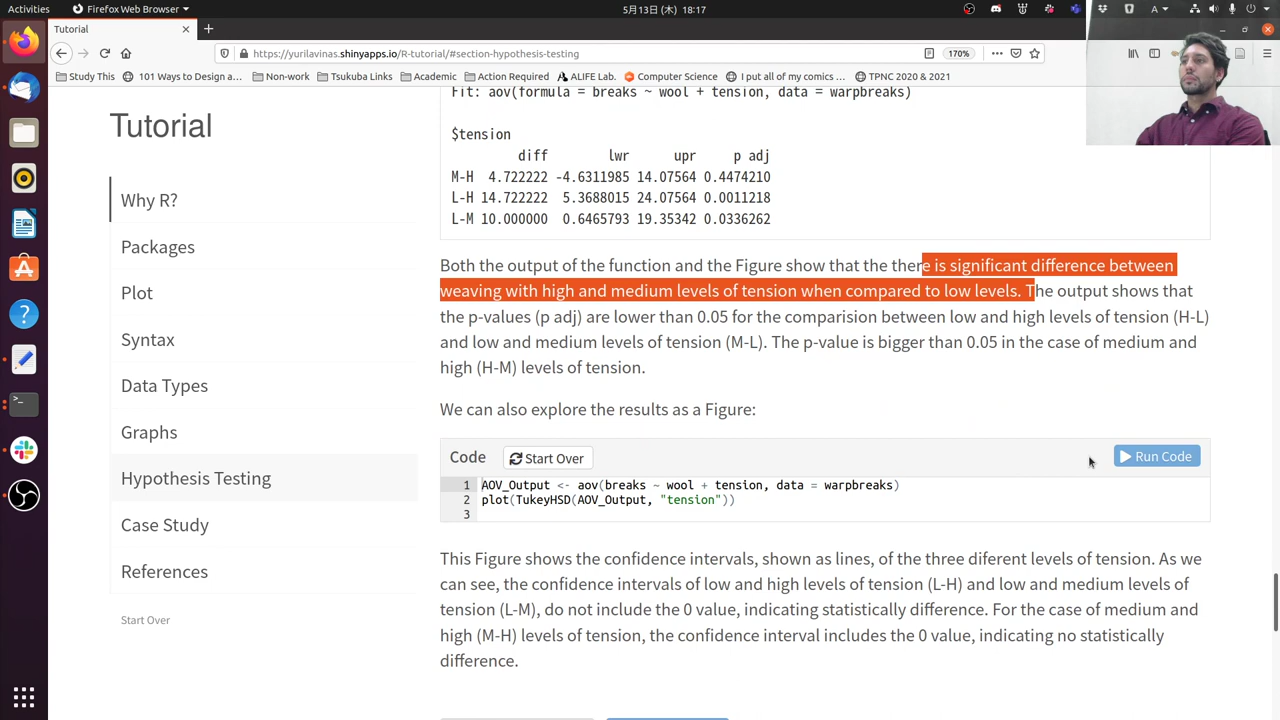 Activities
Firefox Web Browser
5月13日 (木) 18:17
A
Tutorial
https://yurilavinas.shinyapps.io/R-tutorial/#section-hypothesis-testing
170%
Study This
101 Ways to Design a…
Non-work
Tsukuba Links
Academic
Action Required
ALIFE Lab.
Computer Science
I put all of my comics …
TPNC 2020 & 2021
Tutorial
Why R?
Packages
Plot
Syntax
Data Types
Graphs
Hypothesis Testing
Case Study
References
Start Over
Fit: aov(formula = breaks ~ wool + tension, data = warpbreaks)
$tension
diff lwr upr p adj
M-H 4.722222 -4.6311985 14.07564 0.4474210
L-H 14.722222 5.3688015 24.07564 0.0011218
L-M 10.000000 0.6465793 19.35342 0.0336262
Both the output of the function and the Figure show that the there is significant difference between
weaving with high and medium levels of tension when compared to low levels. The output shows that
the p-values (p adj) are lower than 0.05 for the comparision between low and high levels of tension (H-L)
and low and medium levels of tension (M-L). The p-value is bigger than 0.05 in the case of medium and
high (H-M) levels of tension.
We can also explore the results as a Figure:
Code
Start Over
Run Code
1 AOV_Output <- aov(breaks ~ wool + tension, data = warpbreaks)
2 plot(TukeyHSD(AOV_Output, "tension"))
3
This Figure shows the confidence intervals, shown as lines, of the three diferent levels of tension. As we
can see, the confidence intervals of low and high levels of tension (L-H) and low and medium levels of
tension (L-M), do not include the 0 value, indicating statistically difference. For the case of medium and
high (M-H) levels of tension, the confidence interval includes the 0 value, indicating no statistically
difference.